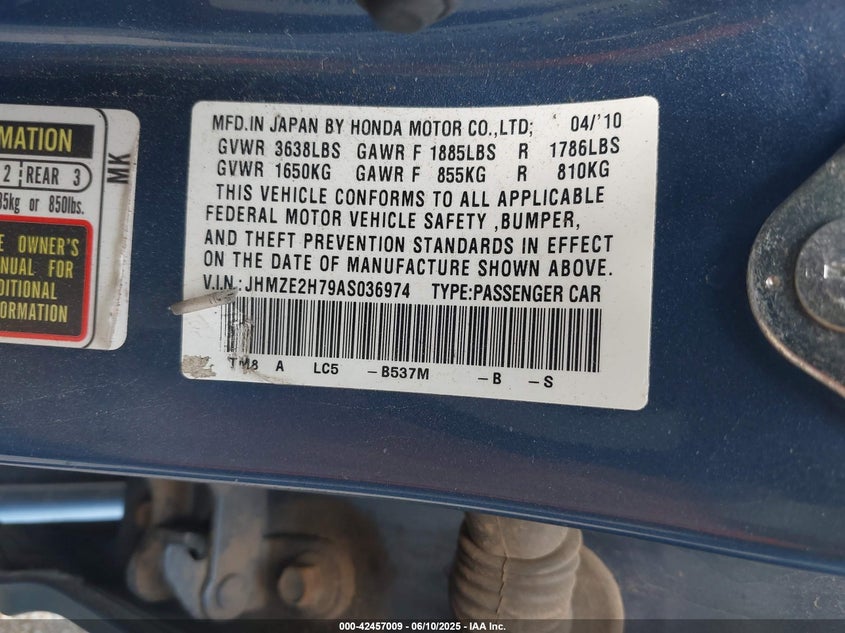 MATION
2 REAR 3
35kg or 850lbs.
MK
E OWNER'S
NUAL FOR
DITIONAL
FORMATION
MFD.IN JAPAN BY HONDA MOTOR CO.,LTD; 04/'10
GVWR 3638LBS GAWR F 1885LBS R 1786LBS
GVWR 1650KG GAWR F 855KG R 810KG
THIS VEHICLE CONFORMS TO ALL APPLICABLE
FEDERAL MOTOR VEHICLE SAFETY ,BUMPER,
AND THEFT PREVENTION STANDARDS IN EFFECT
ON THE DATE OF MANUFACTURE SHOWN ABOVE.
V.I.N.:JHMZE2H79AS036974 TYPE:PASSENGER CAR
TM8 A LC5 -B537M -B -S
000-42457009 - 06/10/2025 - IAA Inc.